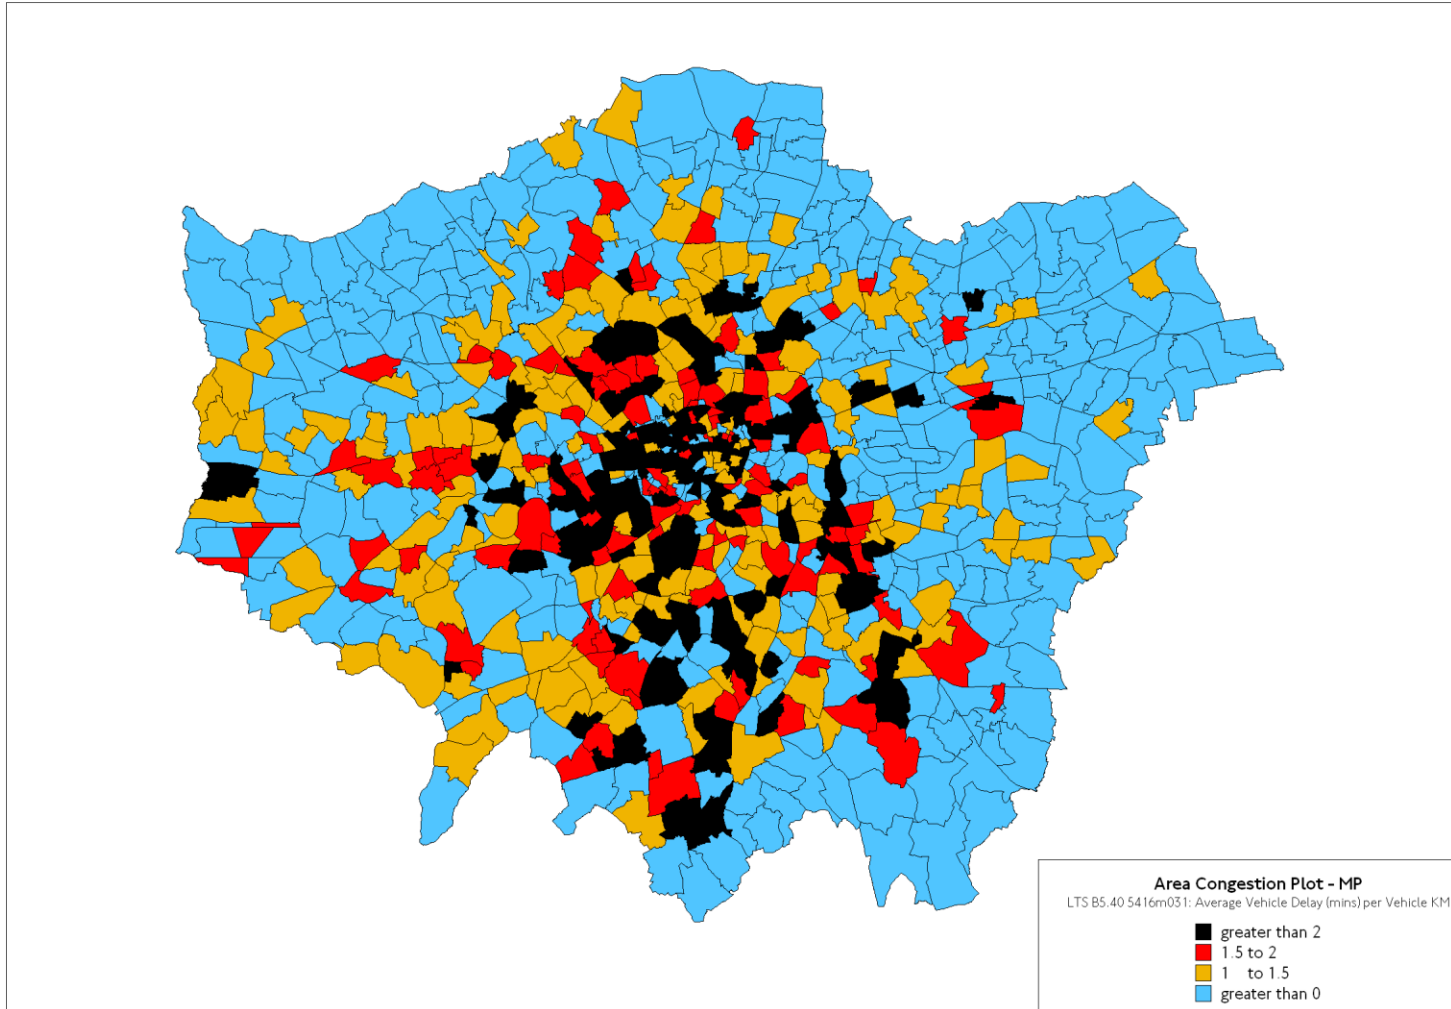 Area Congestion Plot - MP
LTS B5.40 5416m031: Average Vehicle Delay (mins) per Vehicle KM
greater than 2
1.5 to 2
1 to 1.5
greater than 0